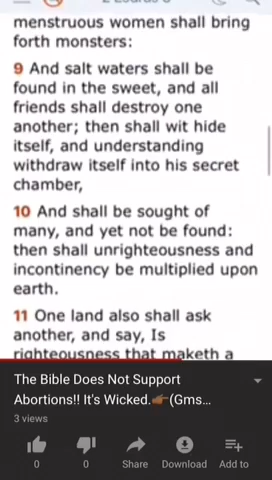 menstruous women shall bring
forth monsters:
9 And salt waters shall be
found in the sweet, and all
friends shall destroy one
another; then shall wit hide
itself, and understanding
withdraw itself into his secret
chamber,
10 And shall be sought of
many, and yet not be found:
then shall unrighteousness and
incontinency be multiplied upon
earth.
11 One land also shall ask
another, and say, Is
righteousness that maketh a
The Bible Does Not Support
Abortions!! It's Wicked.👉(Gms...
3 views
0
0
Share
Download
Add to